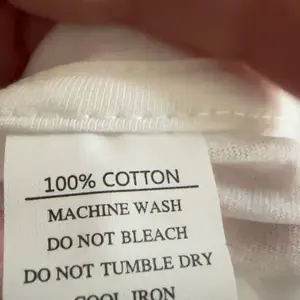 100% COTTON
MACHINE WASH
DO NOT BLEACH
DO NOT TUMBLE DRY
COOL IRON